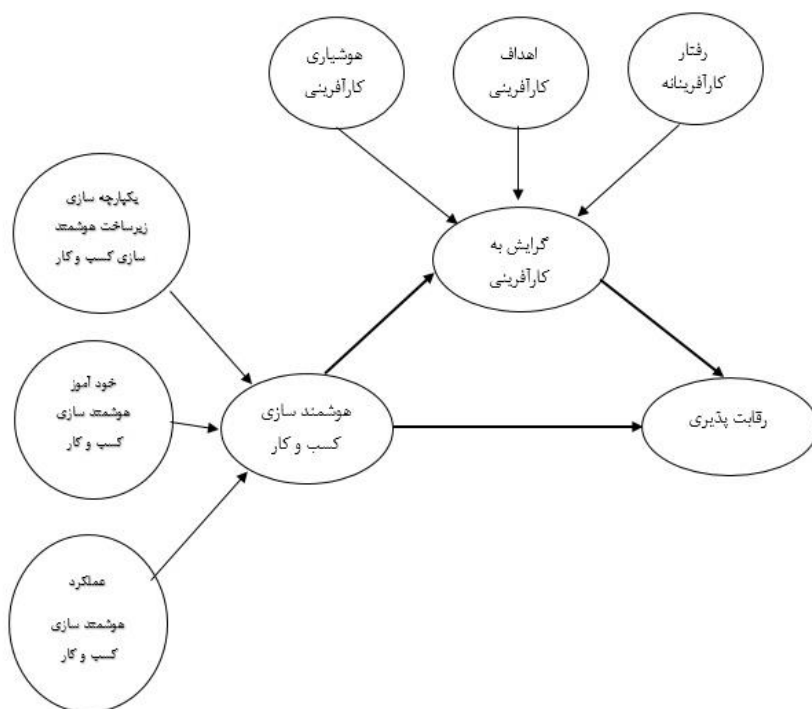 هوشیاری
کارآفرینی
اهداف
کارآفرینی
رفتار
کارآفرینانه
یکپارچه سازی
زیرساخت هوشمند
سازی کسب و کار
گرایش به
کارآفرینی
خود آموز
هوشمند سازی
کسب و کار
هوشمند سازی
کسب و کار
رقابت پذیری
عملکرد
هوشمند سازی
کسب و کار